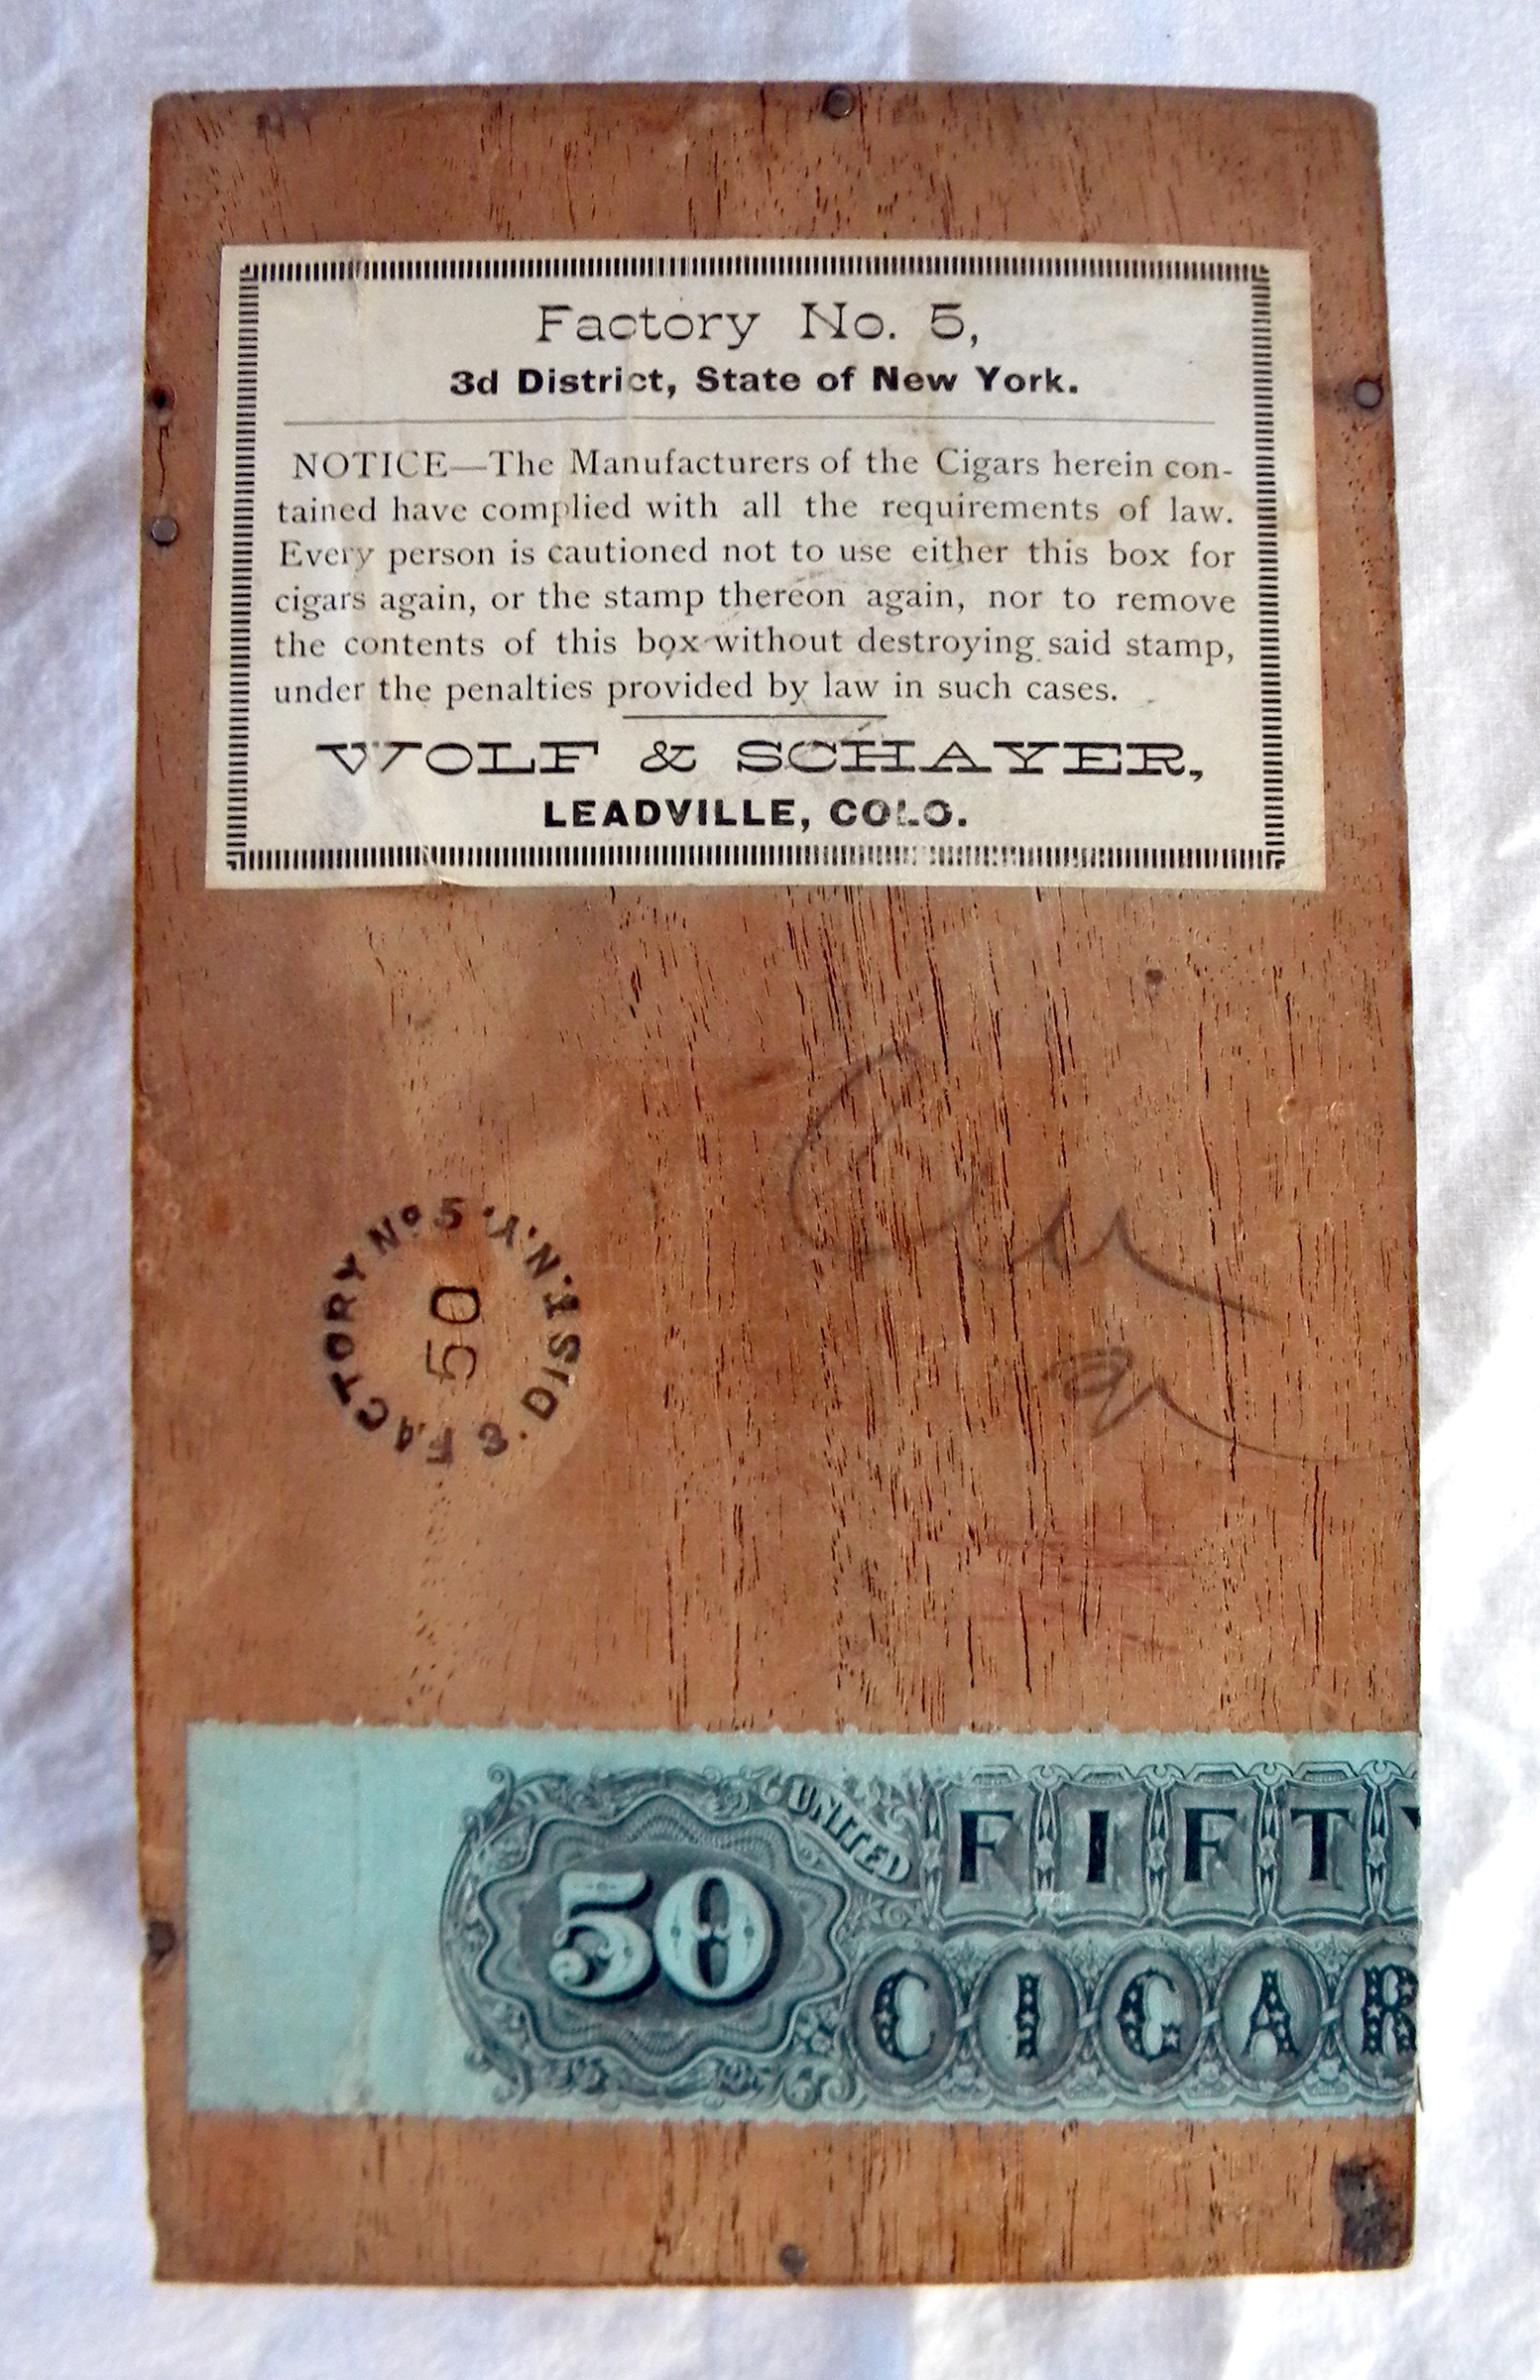 Factory No. 5,
3d District, State of New York.
NOTICE—The Manufacturers of the Cigars herein con-
tained have complied with all the requirements of law.
Every person is cautioned not to use either this box for
cigars again, or the stamp thereon again, nor to remove
the contents of this box without destroying said stamp,
under the penalties provided by law in such cases.
WOLF & SCHAYER,
LEADVILLE, COLO.
FACTORY No 5. 3. DIST. N.Y.
50
50
UNITED
FIFTY
CIGAR